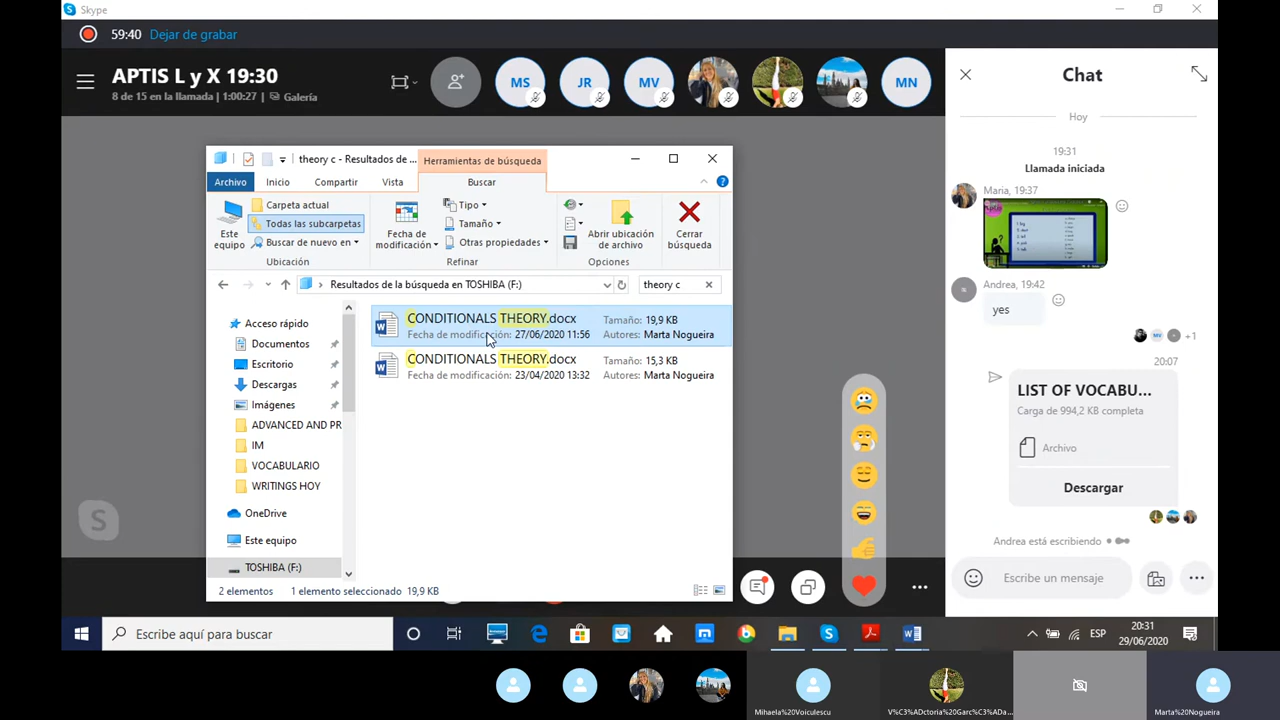 Skype
59:40 Dejar de grabar
APTIS L y X 19:30
8 de 15 en la llamada | 1:00:27 | Galería
MS
JR
MV
MN
Chat
Hoy
19:31
Llamada iniciada
Maria, 19:37
Andrea, 19:42
yes
MV
+1
20:07
LIST OF VOCABU...
Carga de 994,2 KB completa
Archivo
Descargar
Andrea está escribiendo
Escribe un mensaje
theory c - Resultados de ...
Herramientas de búsqueda
Archivo
Inicio
Compartir
Vista
Buscar
Este equipo
Carpeta actual
Todas las subcarpetas
Buscar de nuevo en
Ubicación
Fecha de modificación
Tipo
Tamaño
Otras propiedades
Refinar
Abrir ubicación de archivo
Cerrar búsqueda
Opciones
Resultados de la búsqueda en TOSHIBA (F:)
theory c
Acceso rápido
Documentos
Escritorio
Descargas
Imágenes
ADVANCED AND PR
IM
VOCABULARIO
WRITINGS HOY
OneDrive
Este equipo
TOSHIBA (F:)
CONDITIONALS THEORY.docx
Tamaño: 19,9 KB
Fecha de modificación: 27/06/2020 11:56
Autores: Marta Nogueira
CONDITIONALS THEORY.docx
Tamaño: 15,3 KB
Fecha de modificación: 23/04/2020 13:32
Autores: Marta Nogueira
2 elementos
1 elemento seleccionado 19,9 KB
Escribe aquí para buscar
ESP
20:31
29/06/2020
Mihaela%20Voiculescu
V%C3%ADctoria%20Garc%C3%ADa...
Marta%20Nogueira